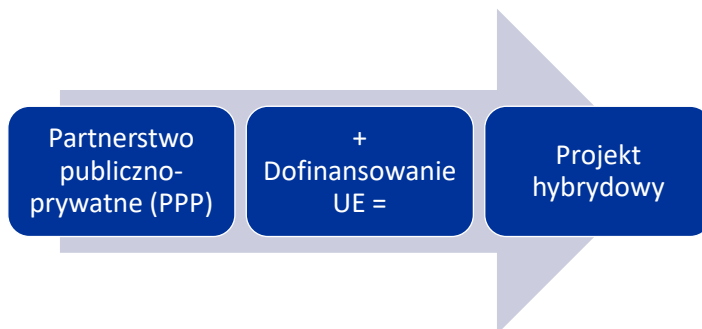 Partnerstwo
publiczno-
prywatne (PPP)
+
Dofinansowanie
UE =
Projekt
hybrydowy